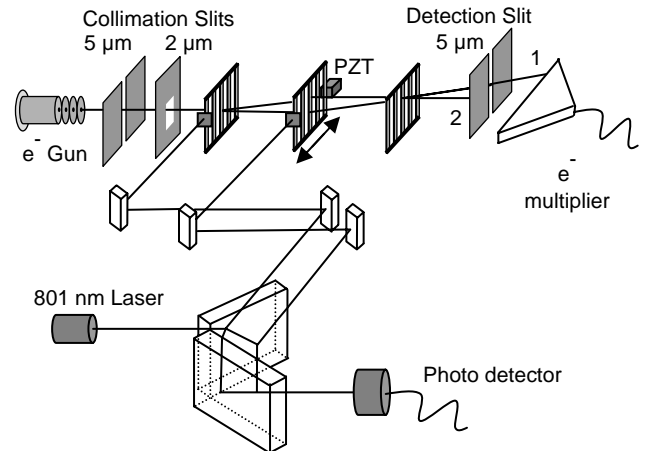 Collimation Slits
5 μm
2 μm
PZT
Detection Slit
5 μm
1
2
e- Gun
e-
multiplier
801 nm Laser
Photo detector